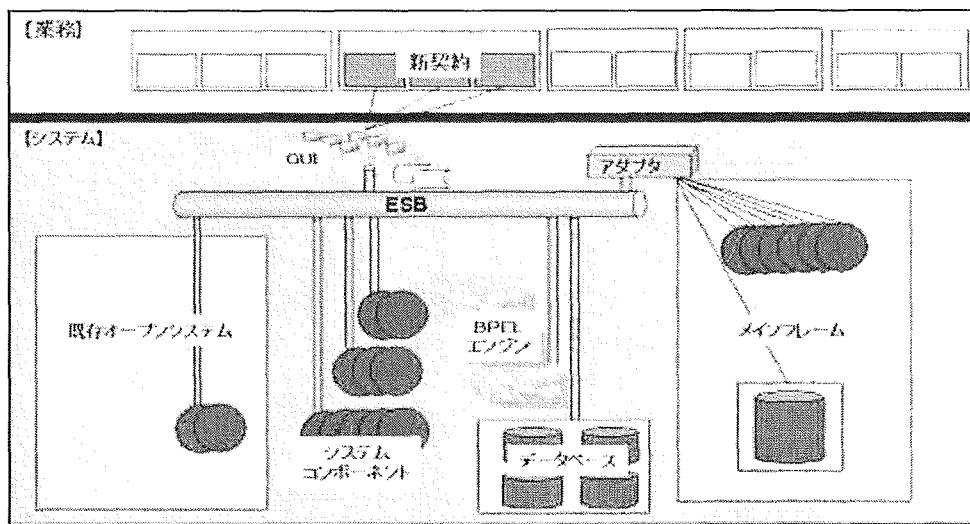 【業務】
新契約
【システム】
GUI
アダプタ
ESB
既存オープンシステム
BPEL
エンジン
メインフレーム
システム
コンポーネント
データベース